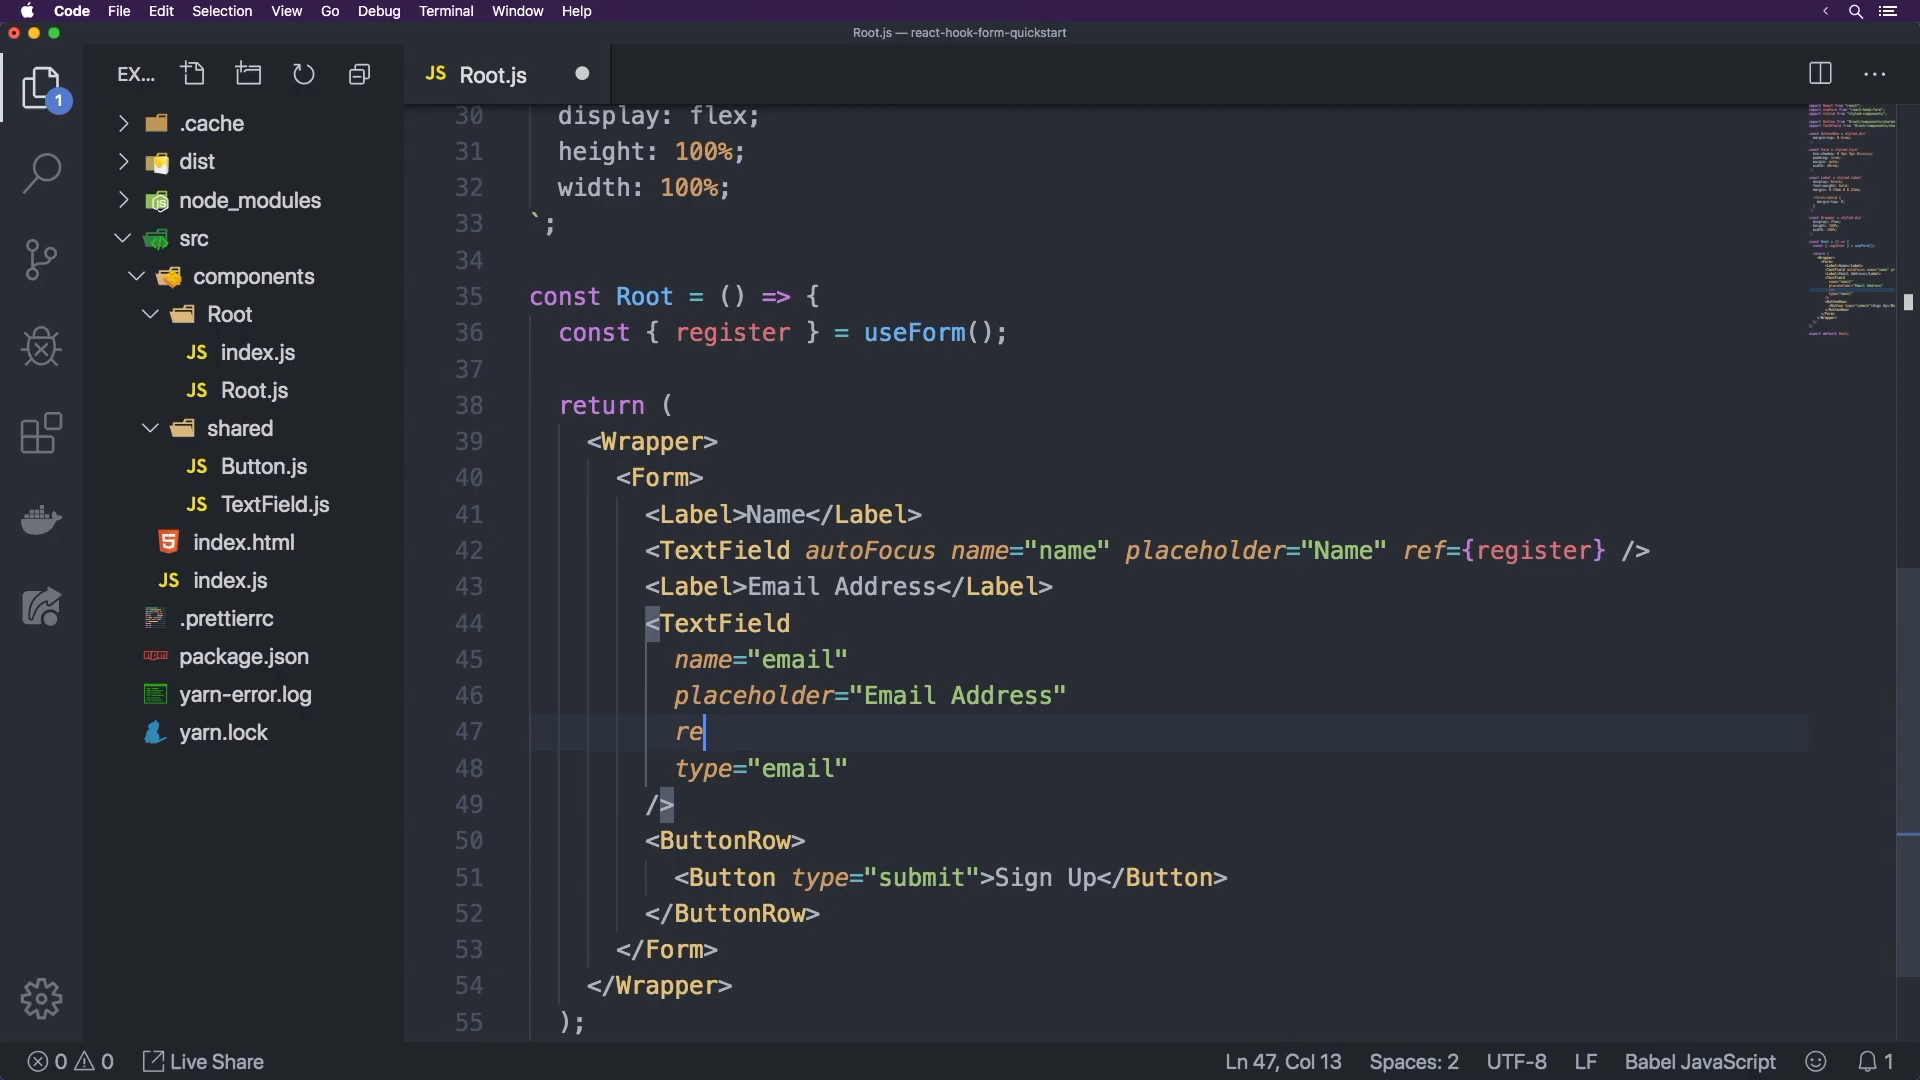 Code File Edit Selection View Go Debug Terminal Window Help
Root.js — react-hook-form-quickstart
EX...
JS Root.js
1
.cache
dist
node_modules
src
components
Root
JS index.js
JS Root.js
shared
JS Button.js
JS TextField.js
index.html
JS index.js
.prettierrc
package.json
yarn-error.log
yarn.lock
30 display: flex;
31 height: 100%;
32 width: 100%;
33 `;
34
35 const Root = () => {
36 const { register } = useForm();
37
38 return (
39 <Wrapper>
40 <Form>
41 <Label>Name</Label>
42 <TextField autoFocus name="name" placeholder="Name" ref={register} />
43 <Label>Email Address</Label>
44 <TextField
45 name="email"
46 placeholder="Email Address"
47 re
48 type="email"
49 />
50 <ButtonRow>
51 <Button type="submit">Sign Up</Button>
52 </ButtonRow>
53 </Form>
54 </Wrapper>
55 );
0 0 Live Share Ln 47, Col 13 Spaces: 2 UTF-8 LF Babel JavaScript 1